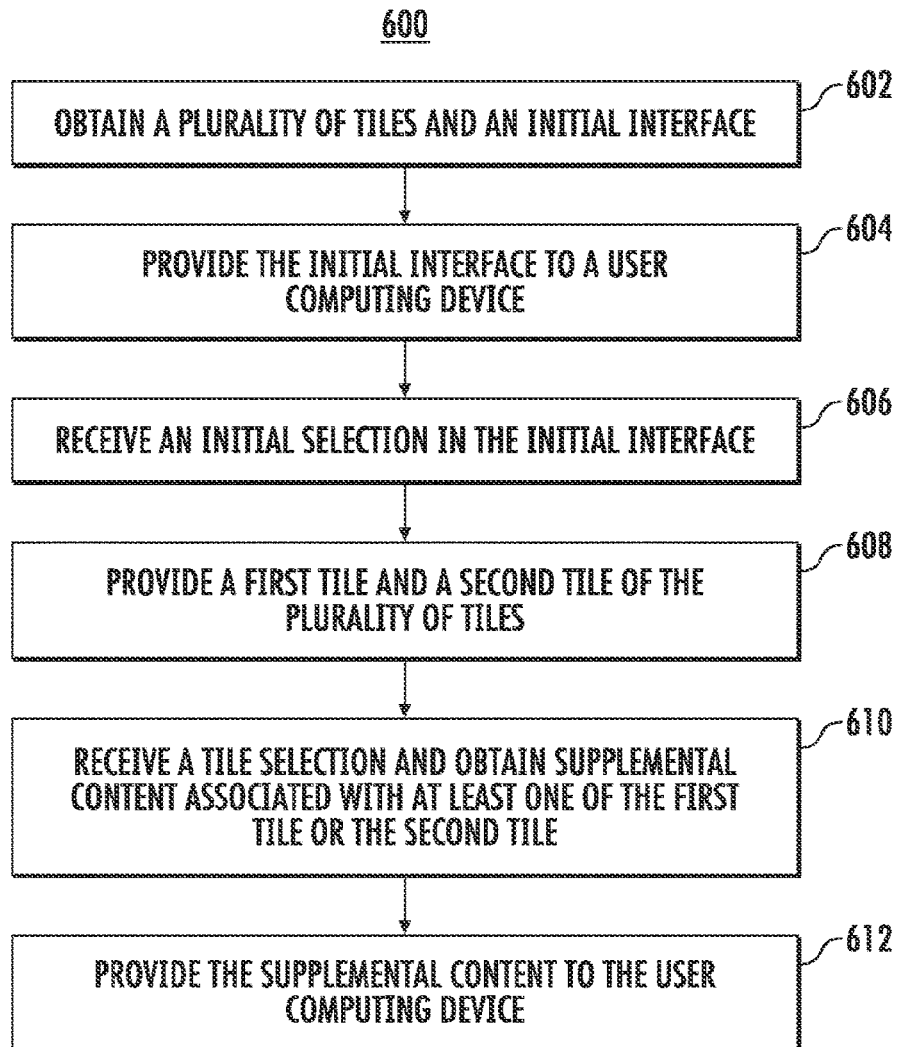 600
602
OBTAIN A PLURALITY OF TILES AND AN INITIAL INTERFACE
604
PROVIDE THE INITIAL INTERFACE TO A USER
COMPUTING DEVICE
606
RECEIVE AN INITIAL SELECTION IN THE INITIAL INTERFACE
608
PROVIDE A FIRST TILE AND A SECOND TILE OF THE
PLURALITY OF TILES
610
RECEIVE A TILE SELECTION AND OBTAIN SUPPLEMENTAL
CONTENT ASSOCIATED WITH AT LEAST ONE OF THE FIRST
TILE OR THE SECOND TILE
612
PROVIDE THE SUPPLEMENTAL CONTENT TO THE USER
COMPUTING DEVICE